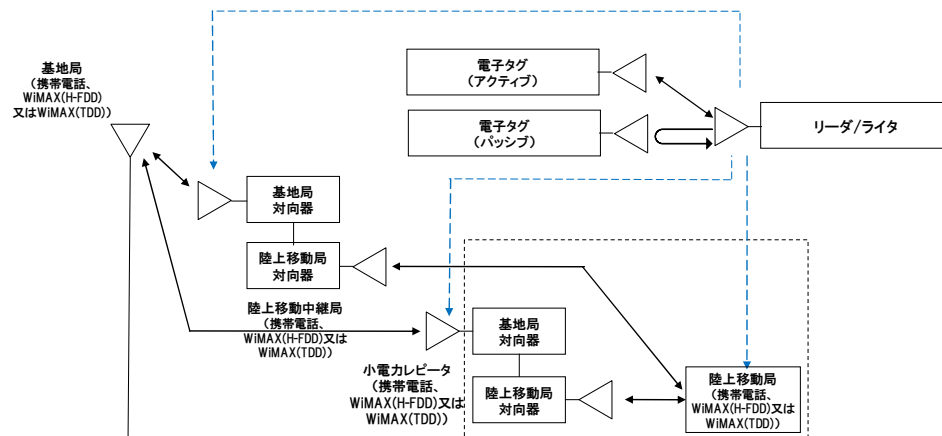 基地局
(携帯電話、
WiMAX(H-FDD)
又はWiMAX(TDD))
電子タグ
(アクティブ)
電子タグ
(パッシブ)
リーダ/ライタ
基地局
対向器
陸上移動局
対向器
陸上移動中継局
(携帯電話、
WiMAX(H-FDD)又は
WiMAX(TDD))
基地局
対向器
小電力レピータ
(携帯電話、
WiMAX(H-FDD)又は
WiMAX(TDD))
陸上移動局
対向器
陸上移動局
(携帯電話、
WiMAX(H-FDD)又は
WiMAX(TDD))